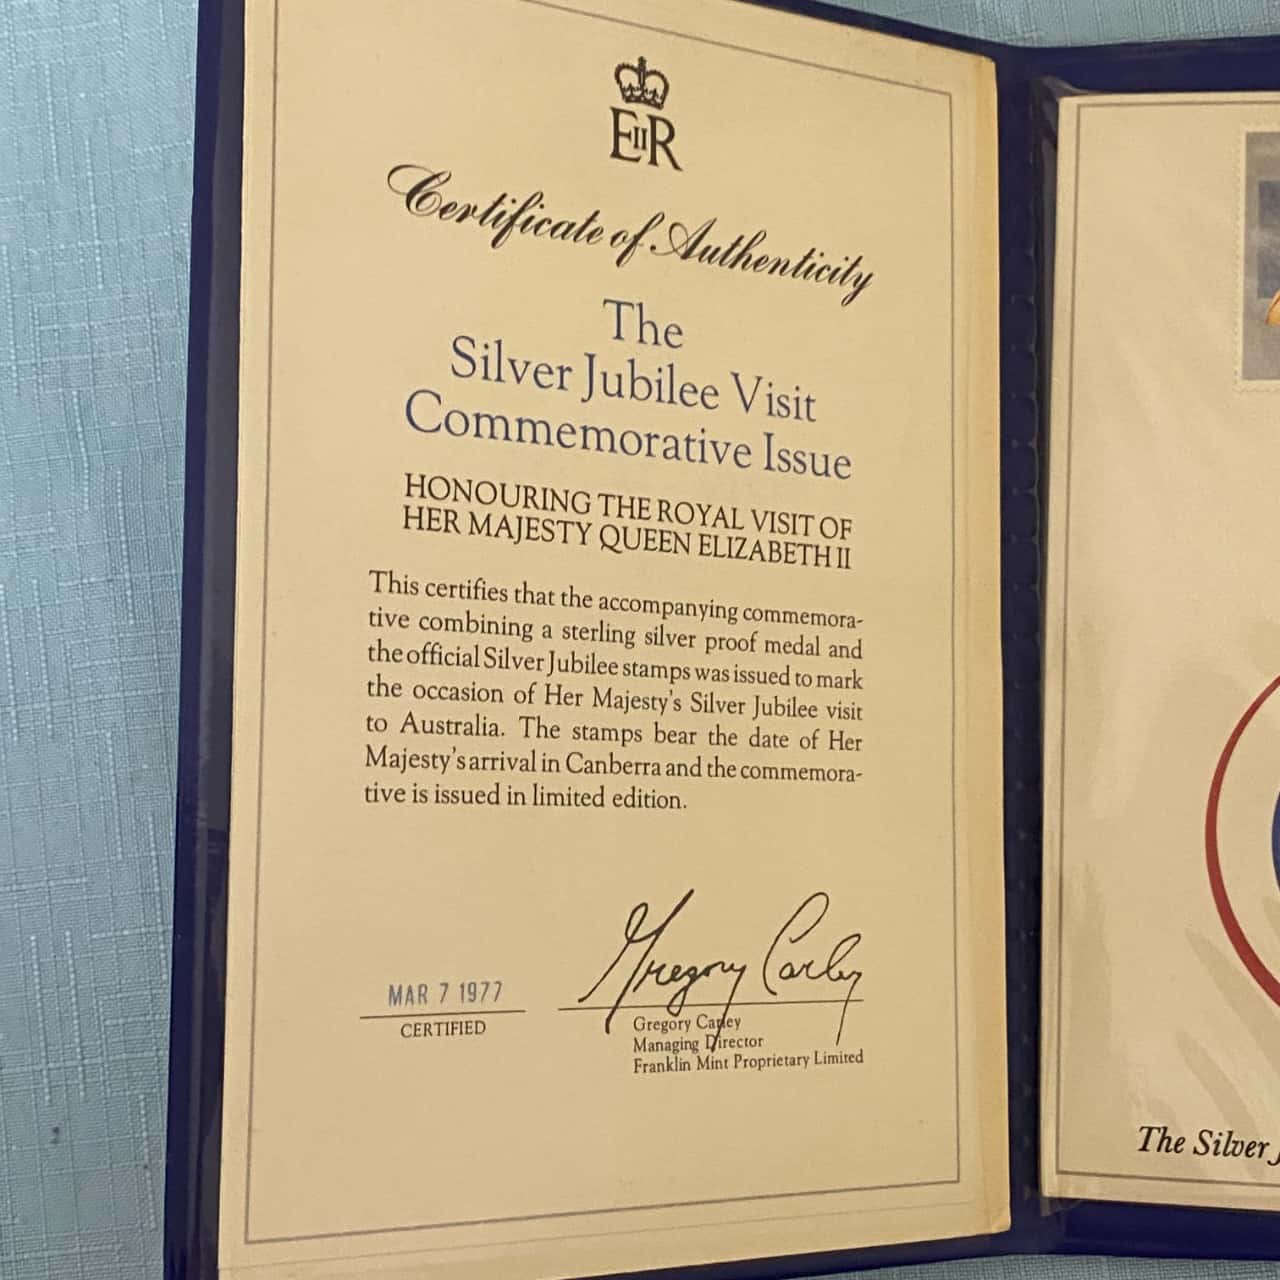 EIIR
Certificate of Authenticity
The
Silver Jubilee Visit
Commemorative Issue
HONOURING THE ROYAL VISIT OF
HER MAJESTY QUEEN ELIZABETH II
This certifies that the accompanying commemora-
tive combining a sterling silver proof medal and
the official Silver Jubilee stamps was issued to mark
the occasion of Her Majesty's Silver Jubilee visit
to Australia. The stamps bear the date of Her
Majesty's arrival in Canberra and the commemora-
tive is issued in limited edition.
Gregory Carley
MAR 7 1977
CERTIFIED
Gregory Carley
Managing Director
Franklin Mint Proprietary Limited
The Silver J